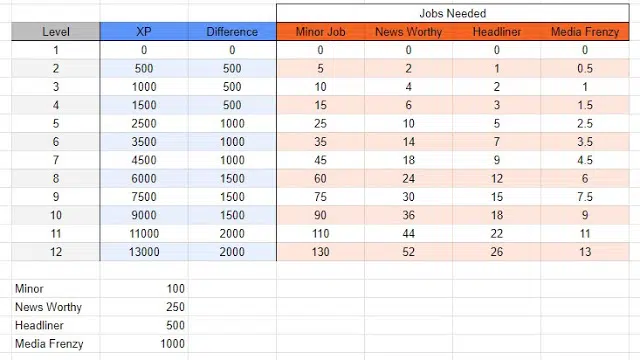 Jobs Needed
Level XP Difference Minor Job News Worthy Headliner Media Frenzy
1 0 0 0 0 0 0
2 500 500 5 2 1 0.5
3 1000 500 10 4 2 1
4 1500 500 15 6 3 1.5
5 2500 1000 25 10 5 2.5
6 3500 1000 35 14 7 3.5
7 4500 1000 45 18 9 4.5
8 6000 1500 60 24 12 6
9 7500 1500 75 30 15 7.5
10 9000 1500 90 36 18 9
11 11000 2000 110 44 22 11
12 13000 2000 130 52 26 13
Minor 100
News Worthy 250
Headliner 500
Media Frenzy 1000